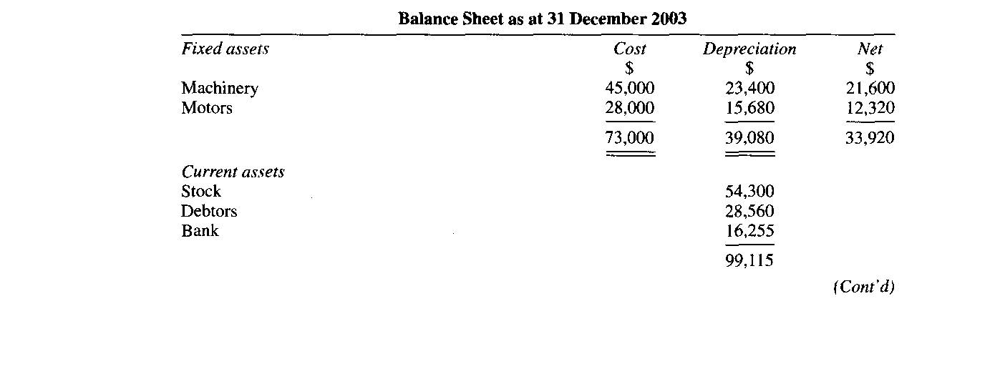 Balance Sheet as at 31 December 2003
Fixed assets Cost Depreciation Net
$ $ $
Machinery 45,000 23,400 21,600
Motors 28,000 15,680 12,320
73,000 39,080 33,920
Current assets
Stock 54,300
Debtors 28,560
Bank 16,255
99,115
(Cont'd)